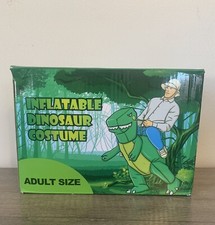 INFLATABLE
DINOSAUR
COSTUME
ADULT SIZE